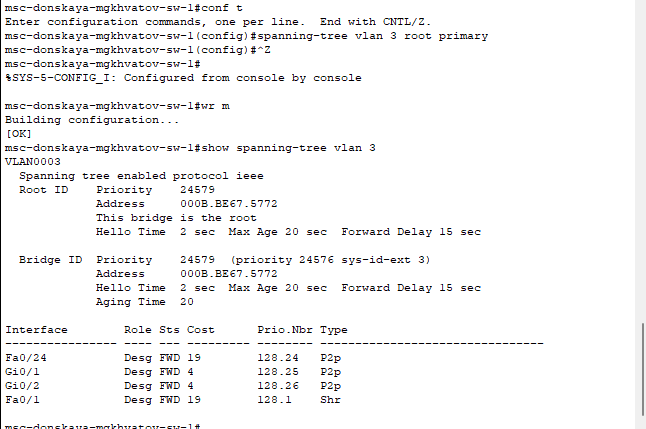 msc-donskaya-mgkhvatov-sw-1#conf t
Enter configuration commands, one per line.  End with CNTL/Z.
msc-donskaya-mgkhvatov-sw-1(config)#spanning-tree vlan 3 root primary
msc-donskaya-mgkhvatov-sw-1(config)#^Z
msc-donskaya-mgkhvatov-sw-1#
%SYS-5-CONFIG_I: Configured from console by console

msc-donskaya-mgkhvatov-sw-1#wr m
Building configuration...
[OK]
msc-donskaya-mgkhvatov-sw-1#show spanning-tree vlan 3
VLAN0003
  Spanning tree enabled protocol ieee
  Root ID    Priority    24579
             Address     000B.BE67.5772
             This bridge is the root
             Hello Time  2 sec  Max Age 20 sec  Forward Delay 15 sec

  Bridge ID  Priority    24579  (priority 24576 sys-id-ext 3)
             Address     000B.BE67.5772
             Hello Time  2 sec  Max Age 20 sec  Forward Delay 15 sec
             Aging Time  20

Interface        Role Sts Cost      Prio.Nbr Type
---------------- ---- --- --------- -------- --------------------------------
Fa0/24           Desg FWD 19        128.24   P2p
Gi0/1            Desg FWD 4         128.25   P2p
Gi0/2            Desg FWD 4         128.26   P2p
Fa0/1            Desg FWD 19        128.1    Shr

msc-donskaya-mgkhvatov-sw-1#